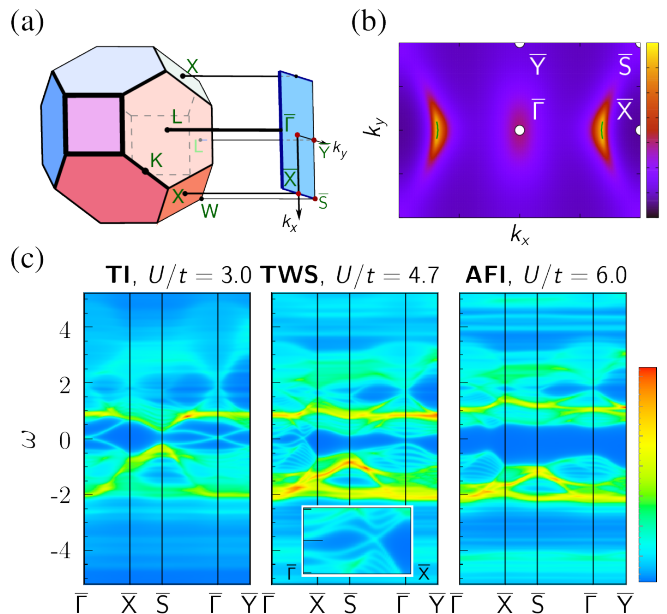 (a)
X
L
L
K
X
W
Γ̅
k_y
Y̅
X̅
S̅
k_x
(b)
Y̅
S̅
Γ̅
X̅
k_y
k_x
(c)
TI, U/t = 3.0
TWS, U/t = 4.7
AFI, U/t = 6.0
4
2
0
-2
-4
ω
Γ̅
X̅
Γ̅ X̅ S Γ̅ Y̅ Γ̅ X S Γ̅ Y̅ Γ̅ X̅ S Γ̅ Y̅